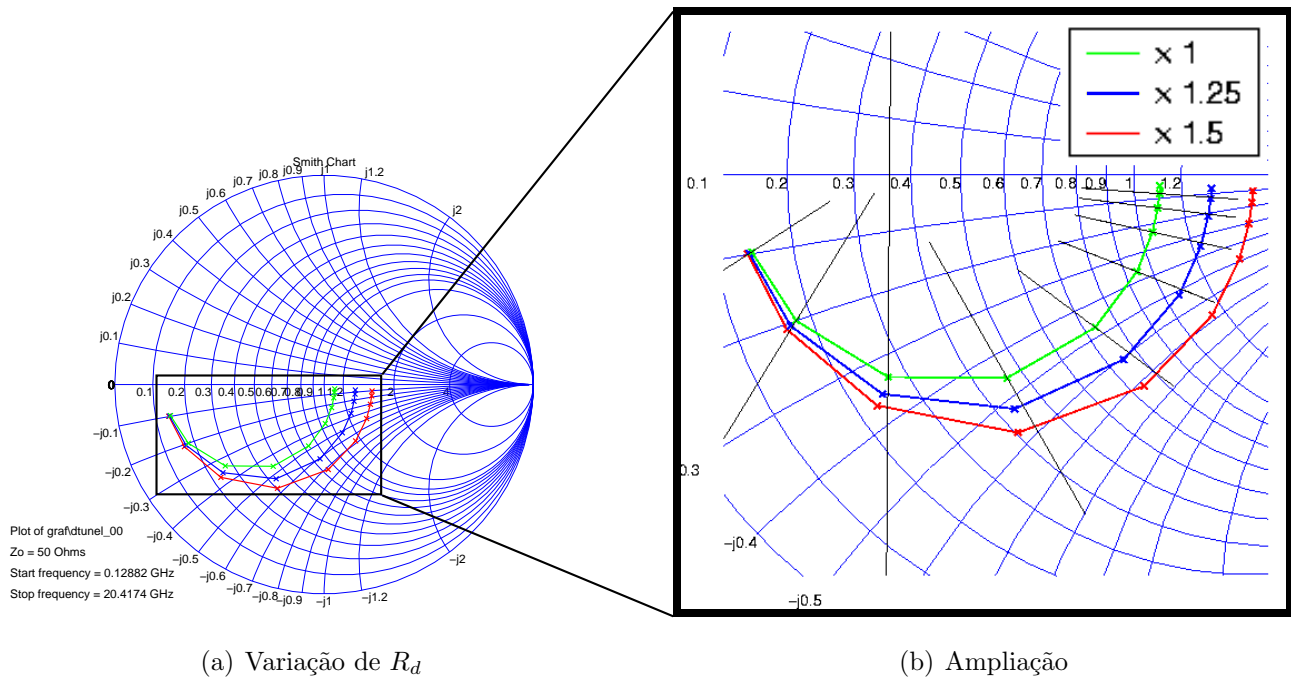 Smith Chart
j0.1
j0.2
j0.3
j0.4
j0.5
j0.6
j0.7
j0.8
j0.9
j1
j1.2
j2
0
0.1 0.2 0.3 0.4 0.5 0.6 0.7 0.8 0.9 1 1.2 2
−j0.1
−j0.2
−j0.3
−j0.4
−j0.5
−j0.6
−j0.7
−j0.8
−j0.9
−j1
−j1.2
−j2
Plot of graf\dtunel_00
Zo = 50 Ohms
Start frequency = 0.12882 GHz
Stop frequency = 20.4174 GHz
(a) Variação de R_d
× 1
× 1.25
× 1.5
0.1 0.2 0.3 0.4 0.5 0.6 0.7 0.8 0.9 1 1.2
0.3
−j0.4
−j0.5
(b) Ampliação